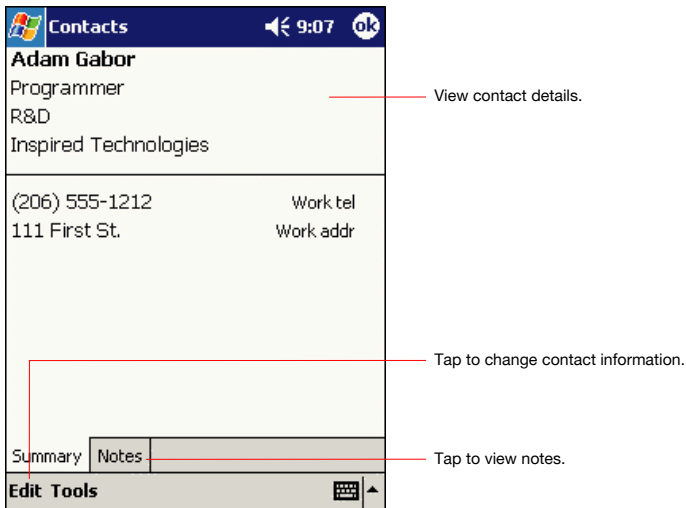 Contacts 9:07 ok
Adam Gabor
Programmer
R&D
Inspired Technologies
View contact details.
(206) 555-1212 Work tel
111 First St. Work addr
Tap to change contact information.
Summary Notes
Tap to view notes.
Edit Tools